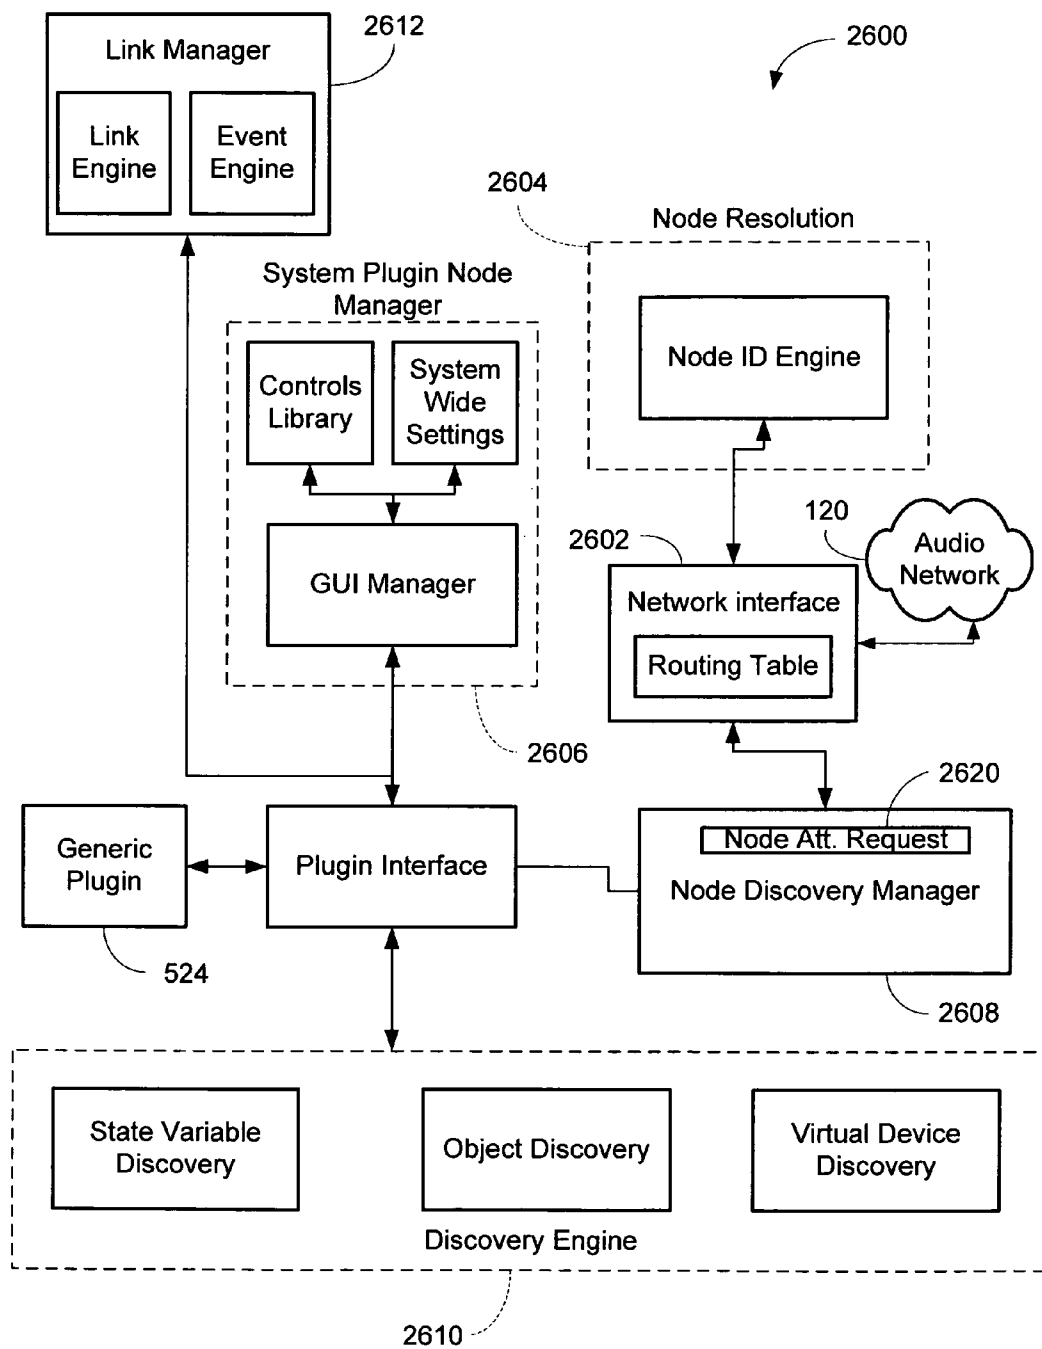 2612
Link Manager
Link
Engine
Event
Engine
2600
2604
Node Resolution
Node ID Engine
System Plugin Node
Manager
Controls
Library
System
Wide
Settings
GUI Manager
2606
120
Audio
Network
2602
Network interface
Routing Table
2620
Node Att. Request
Node Discovery Manager
2608
Generic
Plugin
524
Plugin Interface
State Variable
Discovery
Object Discovery
Virtual Device
Discovery
Discovery Engine
2610